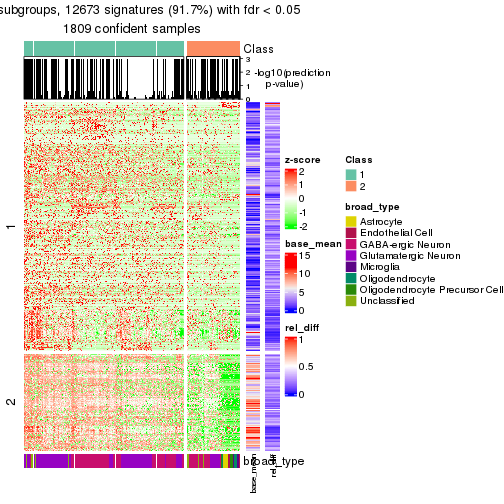 subgroups, 12673 signatures (91.7%) with fdr < 0.05
1809 confident samples
Class
3
2
1
0
-log10(prediction
p-value)
1
2
z-score
2
1
0
-1
-2
base_mean
15
10
5
0
rel_diff
1
0.5
0
Class
1
2
broad_type
Astrocyte
Endothelial Cell
GABA-ergic Neuron
Glutamatergic Neuron
Microglia
Oligodendrocyte
Oligodendrocyte Precursor Cell
Unclassified
broad_type
base_mean
rel_diff